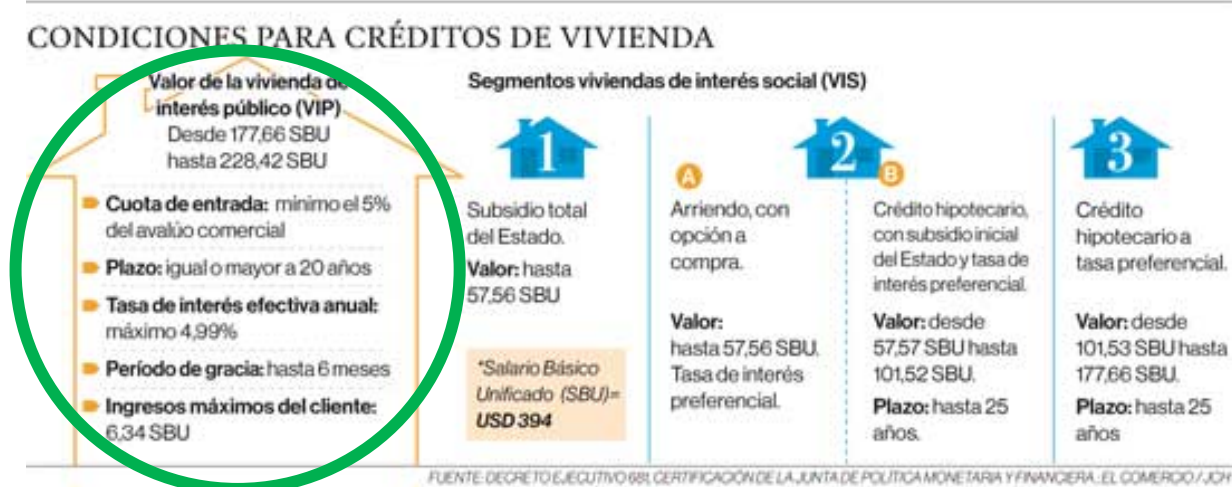 CONDICIONES PARA CRÉDITOS DE VIVIENDA
Valor de la vivienda de
interés público (VIP)
Desde 177,66 SBU
hasta 228,42 SBU
Cuota de entrada: mínimo el 5%
del avalúo comercial
Plazo: igual o mayor a 20 años
Tasa de interés efectiva anual:
máximo 4,99%
Período de gracia: hasta 6 meses
Ingresos máximos del cliente:
6,34 SBU
Segmentos viviendas de interés social (VIS)
1
Subsidio total
del Estado.
Valor: hasta
57,56 SBU
*Salario Básico
Unificado (SBU)=
USD 394
2
A
Arriendo, con
opción a
compra.
Valor:
hasta 57,56 SBU.
Tasa de interés
preferencial.
B
Crédito hipotecario,
con subsidio inicial
del Estado y tasa de
interés preferencial.
Valor: desde
57,57 SBU hasta
101,52 SBU.
Plazo: hasta 25
años.
3
Crédito
hipotecario a
tasa preferencial.
Valor: desde
101,53 SBU hasta
177,66 SBU.
Plazo: hasta 25
años
FUENTE: DECRETO EJECUTIVO 681, CERTIFICACIÓN DE LA JUNTA DE POLÍTICA MONETARIA Y FINANCIERA. : EL COMERCIO / JCH